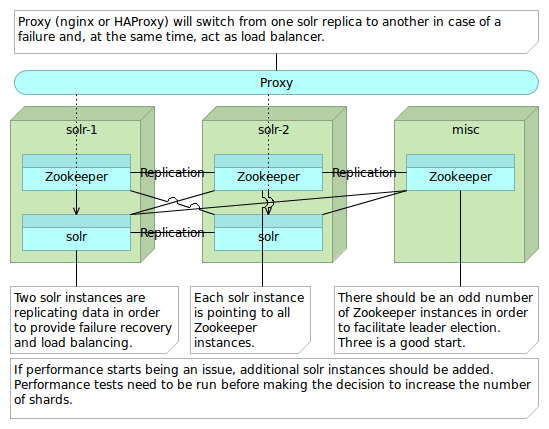 Proxy (nginx or HAProxy) will switch from one solr replica to another in case of a
failure and, at the same time, act as load balancer.
Proxy
solr-1
solr-2
misc
Zookeeper
Replication
Zookeeper
Replication
Zookeeper
solr
Replication
solr
Two solr instances are
replicating data in order
to provide failure recovery
and load balancing.
Each solr instance
is pointing to all
Zookeeper
instances.
There should be an odd number
of Zookeeper instances in order
to facilitate leader election.
Three is a good start.
If performance starts being an issue, additional solr instances should be added.
Performance tests need to be run before making the decision to increase the number
of shards.